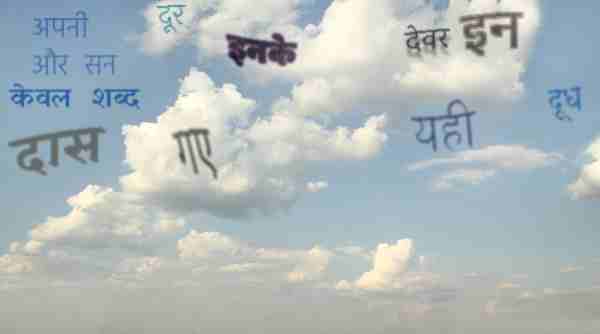 अपनी
दूर
इनके
देवर
इन
और सन
केवल शब्द
दूध
दास
गए
यही